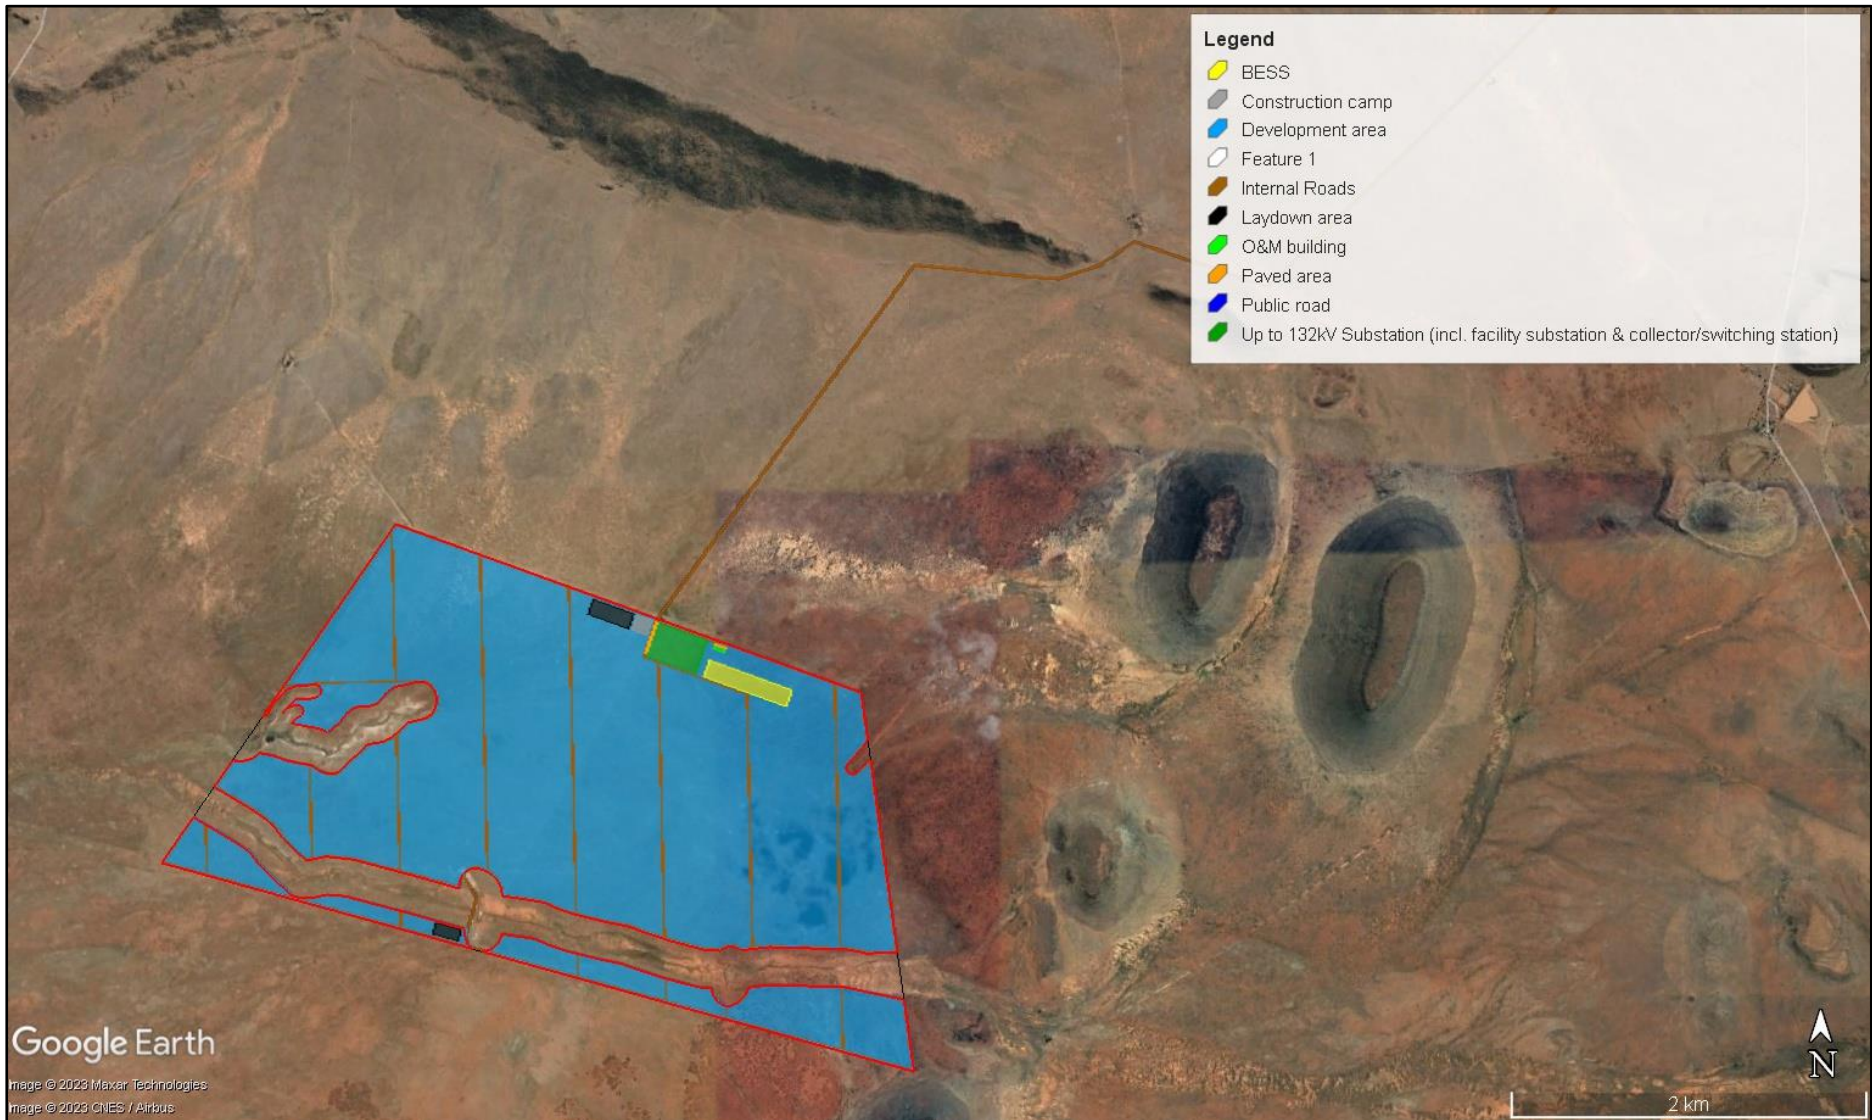 Legend
BESS
Construction camp
Development area
Feature 1
Internal Roads
Laydown area
O&M building
Paved area
Public road
Up to 132kV Substation (incl. facility substation & collector/switching station)
Google Earth
Image © 2023 Maxar Technologies
Image © 2023 CNES / Airbus
N
2 km